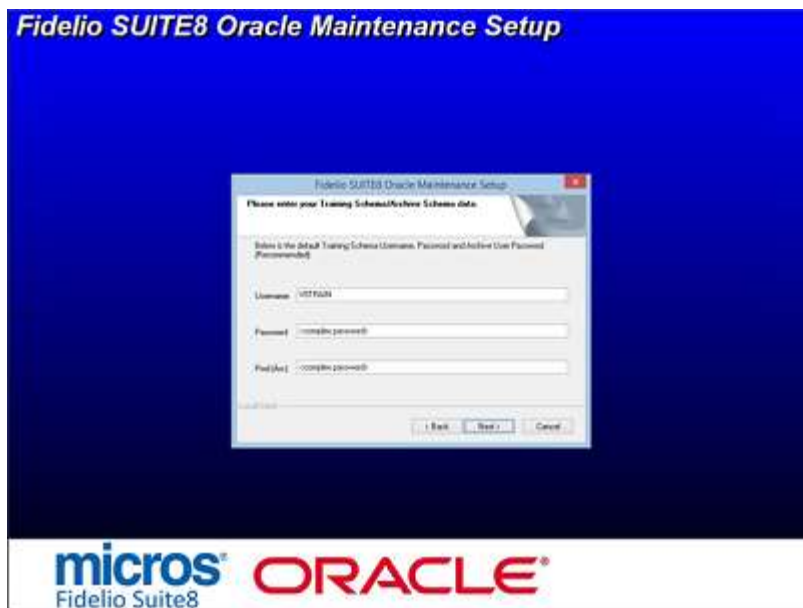 Fidelio SUITE8 Oracle Maintenance Setup
Fidelio SUITE8 Oracle Maintenance Setup
Please enter your Training Schema/Archive Schema data.
Below is the default Training Schema Username, Password and Archive User Password
(Recommended)
Username
Password <complex password>
Pwd(Arc) <complex password>
< Back Next > Cancel
micros® ORACLE®
Fidelio Suite8